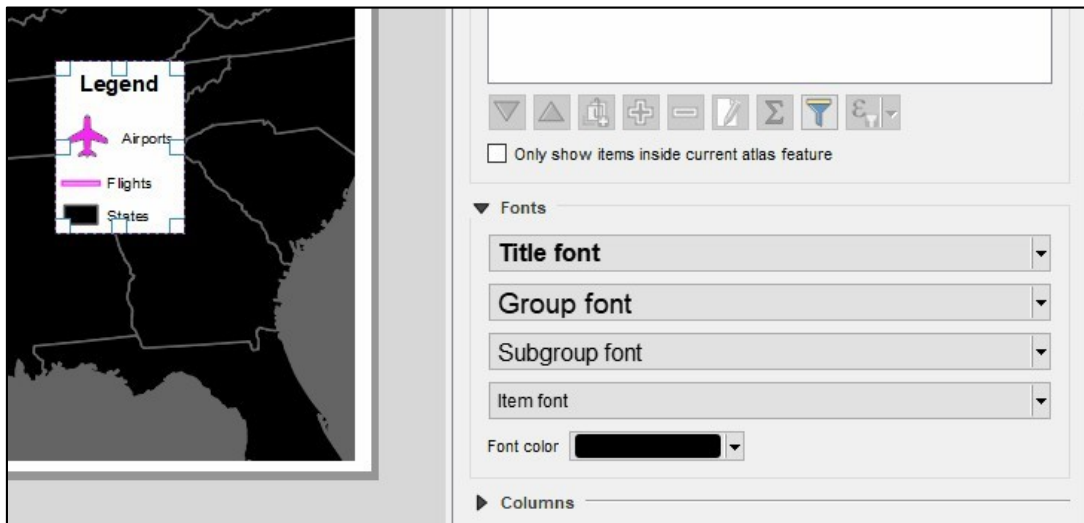 Legend
Airports
Flights
States
Σ
ε
Only show items inside current atlas feature
Fonts
Title font
Group font
Subgroup font
Item font
Font color
Columns